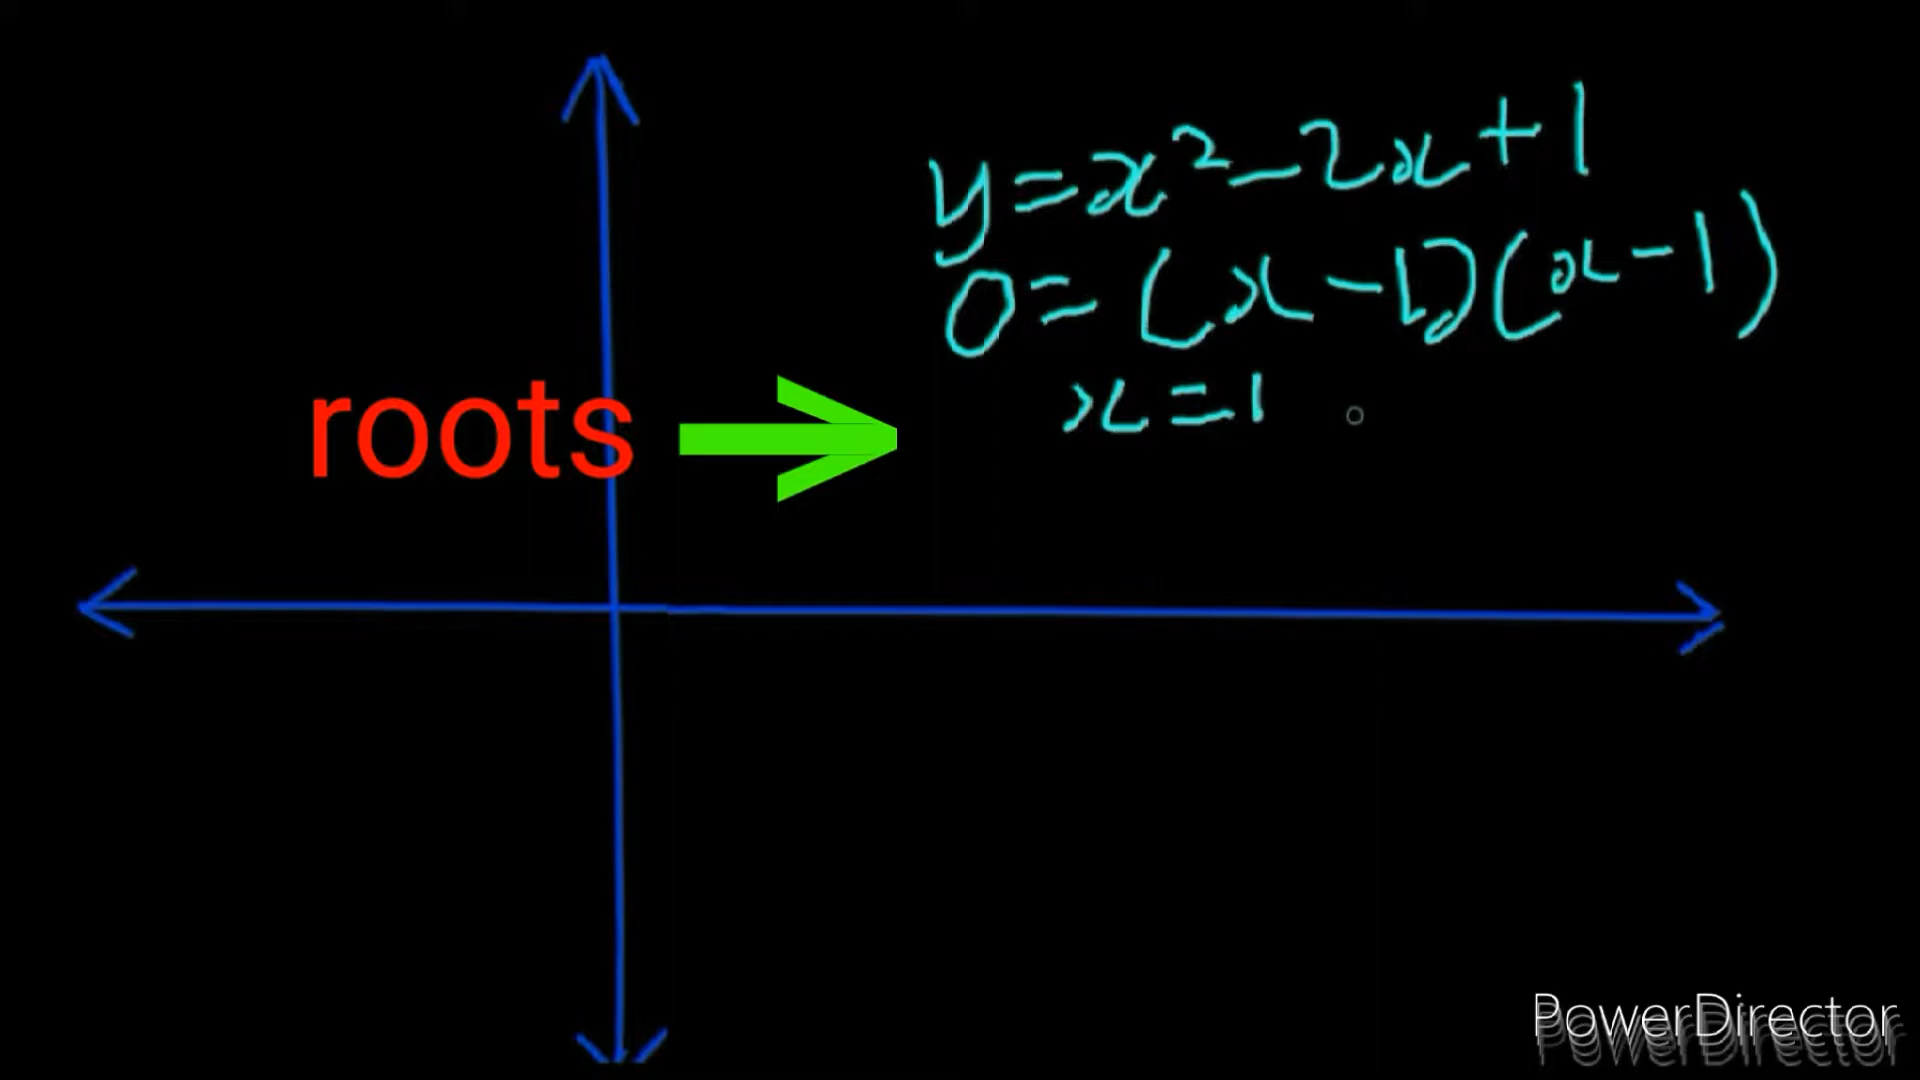 y=x²-2x+1
0=(x-1)(x-1)
roots
x=1
PowerDirector